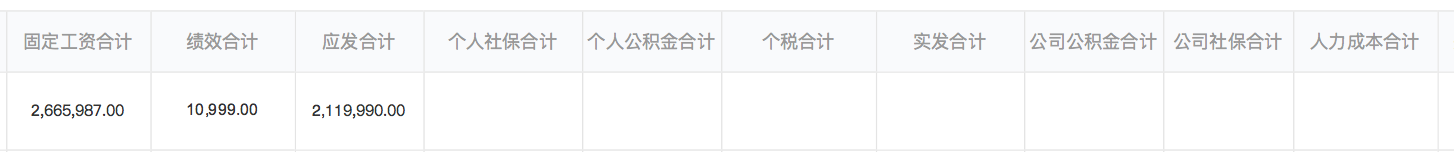 固定工资合计 绩效合计 应发合计 个人社保合计 个人公积金合计 个税合计 实发合计 公司公积金合计 公司社保合计 人力成本合计
2,665,987.00 10,999.00 2,119,990.00